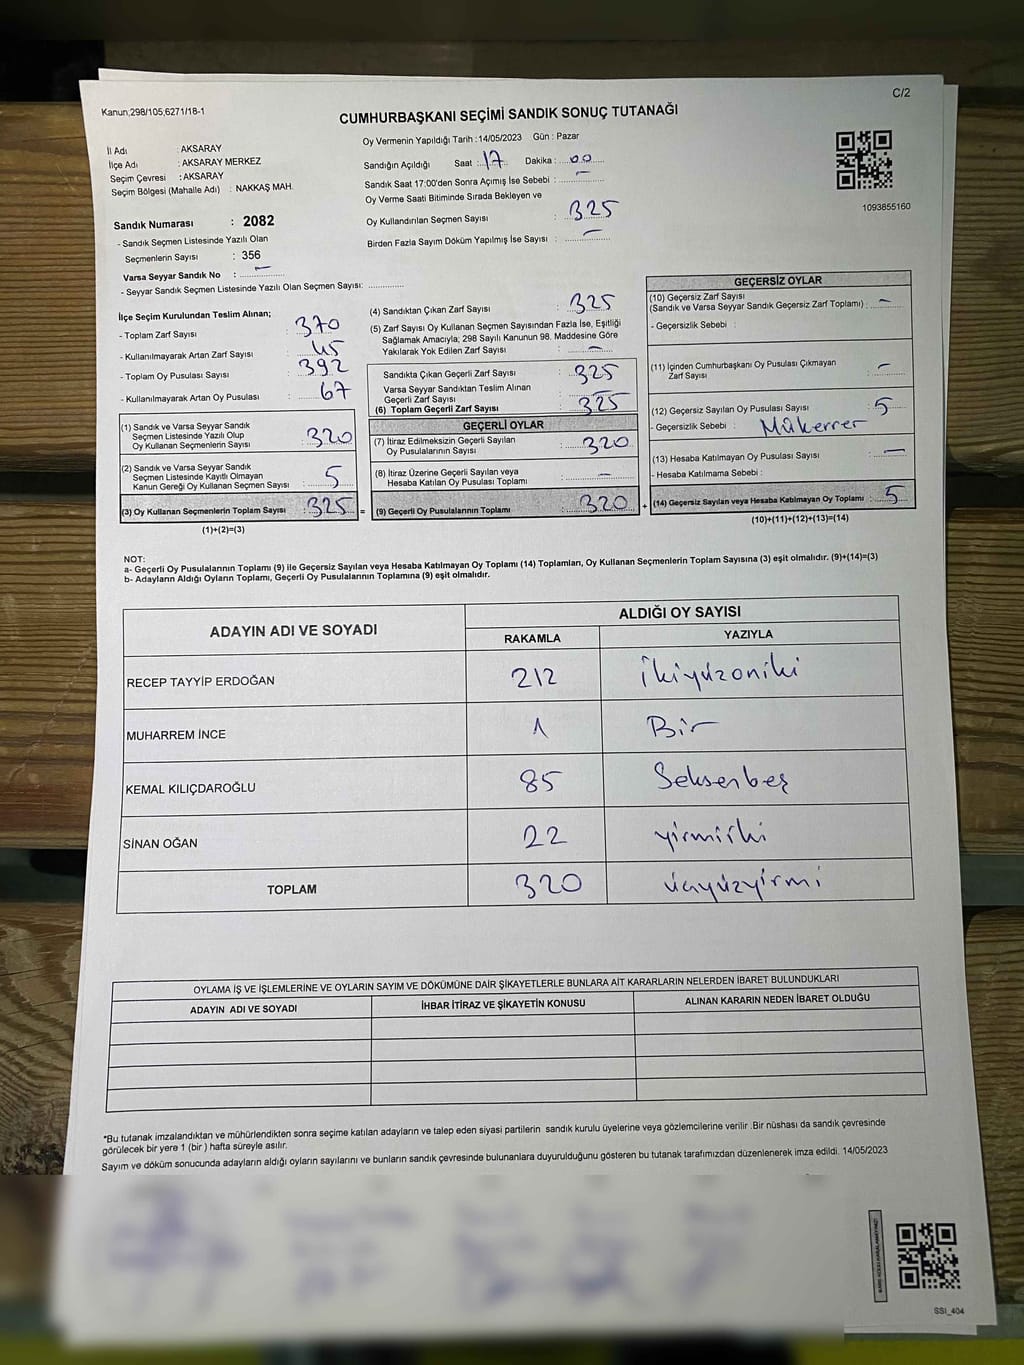 Kanun,298/105,6271/18-1
C/2
CUMHURBAŞKANI SEÇİMİ SANDIK SONUÇ TUTANAĞI
İl Adı : AKSARAY
İlçe Adı : AKSARAY MERKEZ
Seçim Çevresi : AKSARAY
Seçim Bölgesi (Mahalle Adı) : NAKKAŞ MAH.
Sandık Numarası : 2082
- Sandık Seçmen Listesinde Yazılı Olan
Seçmenlerin Sayısı : 356
Varsa Seyyar Sandık No : -
- Seyyar Sandık Seçmen Listesinde Yazılı Olan Seçmen Sayısı:
Oy Vermenin Yapıldığı Tarih : 14/05/2023 Gün : Pazar
Sandığın Açıldığı Saat : 17 Dakika : 00
Sandık Saat 17:00'den Sonra Açımış İse Sebebi : -
Oy Verme Saati Bitiminde Sırada Bekleyen ve
Oy Kullandırılan Seçmen Sayısı : 325
Birden Fazla Sayım Döküm Yapılmış İse Sayısı : -
1093855160
İlçe Seçim Kurulundan Teslim Alınan;
- Toplam Zarf Sayısı : 370
- Kullanılmayarak Artan Zarf Sayısı : 45
- Toplam Oy Pusulası Sayısı : 392
- Kullanılmayarak Artan Oy Pusulası : 67
(1) Sandık ve Varsa Seyyar Sandık
Seçmen Listesinde Yazılı Olup
Oy Kullanan Seçmenlerin Sayısı : 320
(2) Sandık ve Varsa Seyyar Sandık
Seçmen Listesinde Kayıtlı Olmayan
Kanun Gereği Oy Kullanan Seçmen Sayısı : 5
(3) Oy Kullanan Seçmenlerin Toplam Sayısı : 325
(1)+(2)=(3)
(4) Sandıktan Çıkan Zarf Sayısı : 325
(5) Zarf Sayısı Oy Kullanan Seçmen Sayısından Fazla İse, Eşitliği
Sağlamak Amacıyla; 298 Sayılı Kanunun 98. Maddesine Göre
Yakılarak Yok Edilen Zarf Sayısı : -
Sandıkta Çıkan Geçerli Zarf Sayısı : 325
Varsa Seyyar Sandıktan Teslim Alınan
Geçerli Zarf Sayısı :
(6) Toplam Geçerli Zarf Sayısı : 325
GEÇERLİ OYLAR
(7) İtiraz Edilmeksizin Geçerli Sayılan
Oy Pusulalarının Sayısı : 320
(8) İtiraz Üzerine Geçerli Sayılan veya
Hesaba Katılan Oy Pusulası Toplamı : -
= (9) Geçerli Oy Pusulalarının Toplamı : 320 +
GEÇERSİZ OYLAR
(10) Geçersiz Zarf Sayısı
(Sandık ve Varsa Seyyar Sandık Geçersiz Zarf Toplamı) : -
- Geçersizlik Sebebi :
(11) İçinden Cumhurbaşkanı Oy Pusulası Çıkmayan
Zarf Sayısı : -
(12) Geçersiz Sayılan Oy Pusulası Sayısı : 5
- Geçersizlik Sebebi : Mükerrer
(13) Hesaba Katılmayan Oy Pusulası Sayısı : -
- Hesaba Katılmama Sebebi :
(14) Geçersiz Sayılan veya Hesaba Katılmayan Oy Toplamı : 5
(10)+(11)+(12)+(13)=(14)
NOT:
a- Geçerli Oy Pusulalarının Toplamı (9) ile Geçersiz Sayılan veya Hesaba Katılmayan Oy Toplamı (14) Toplamları, Oy Kullanan Seçmenlerin Toplam Sayısına (3) eşit olmalıdır. (9)+(14)=(3)
b- Adayların Aldığı Oyların Toplamı, Geçerli Oy Pusulalarının Toplamına (9) eşit olmalıdır.
ADAYIN ADI VE SOYADI
ALDIĞI OY SAYISI
RAKAMLA YAZIYLA
RECEP TAYYİP ERDOĞAN 212 ikiyüzoniki
MUHARREM İNCE 1 Bir
KEMAL KILIÇDAROĞLU 85 Seksenbeş
SİNAN OĞAN 22 yirmiiki
TOPLAM 320 üçyüzyirmi
OYLAMA İŞ VE İŞLEMLERİNE VE OYLARIN SAYIM VE DÖKÜMÜNE DAİR ŞİKAYETLERLE BUNLARA AİT KARARLARIN NELERDEN İBARET BULUNDUKLARI
ADAYIN ADI VE SOYADI İHBAR İTİRAZ VE ŞİKAYETİN KONUSU ALINAN KARARIN NEDEN İBARET OLDUĞU
*Bu tutanak imzalandıktan ve mühürlendikten sonra seçime katılan adayların ve talep eden siyasi partilerin sandık kurulu üyelerine veya gözlemcilerine verilir .Bir nüshası da sandık çevresinde
görülecek bir yere 1 (bir ) hafta süreyle asılır.
Sayım ve döküm sonucunda adayların aldığı oyların sayılarını ve bunların sandık çevresinde bulunanlara duyurulduğunu gösteren bu tutanak tarafımızdan düzenlenerek imza edildi. 14/05/2023
SSI_404